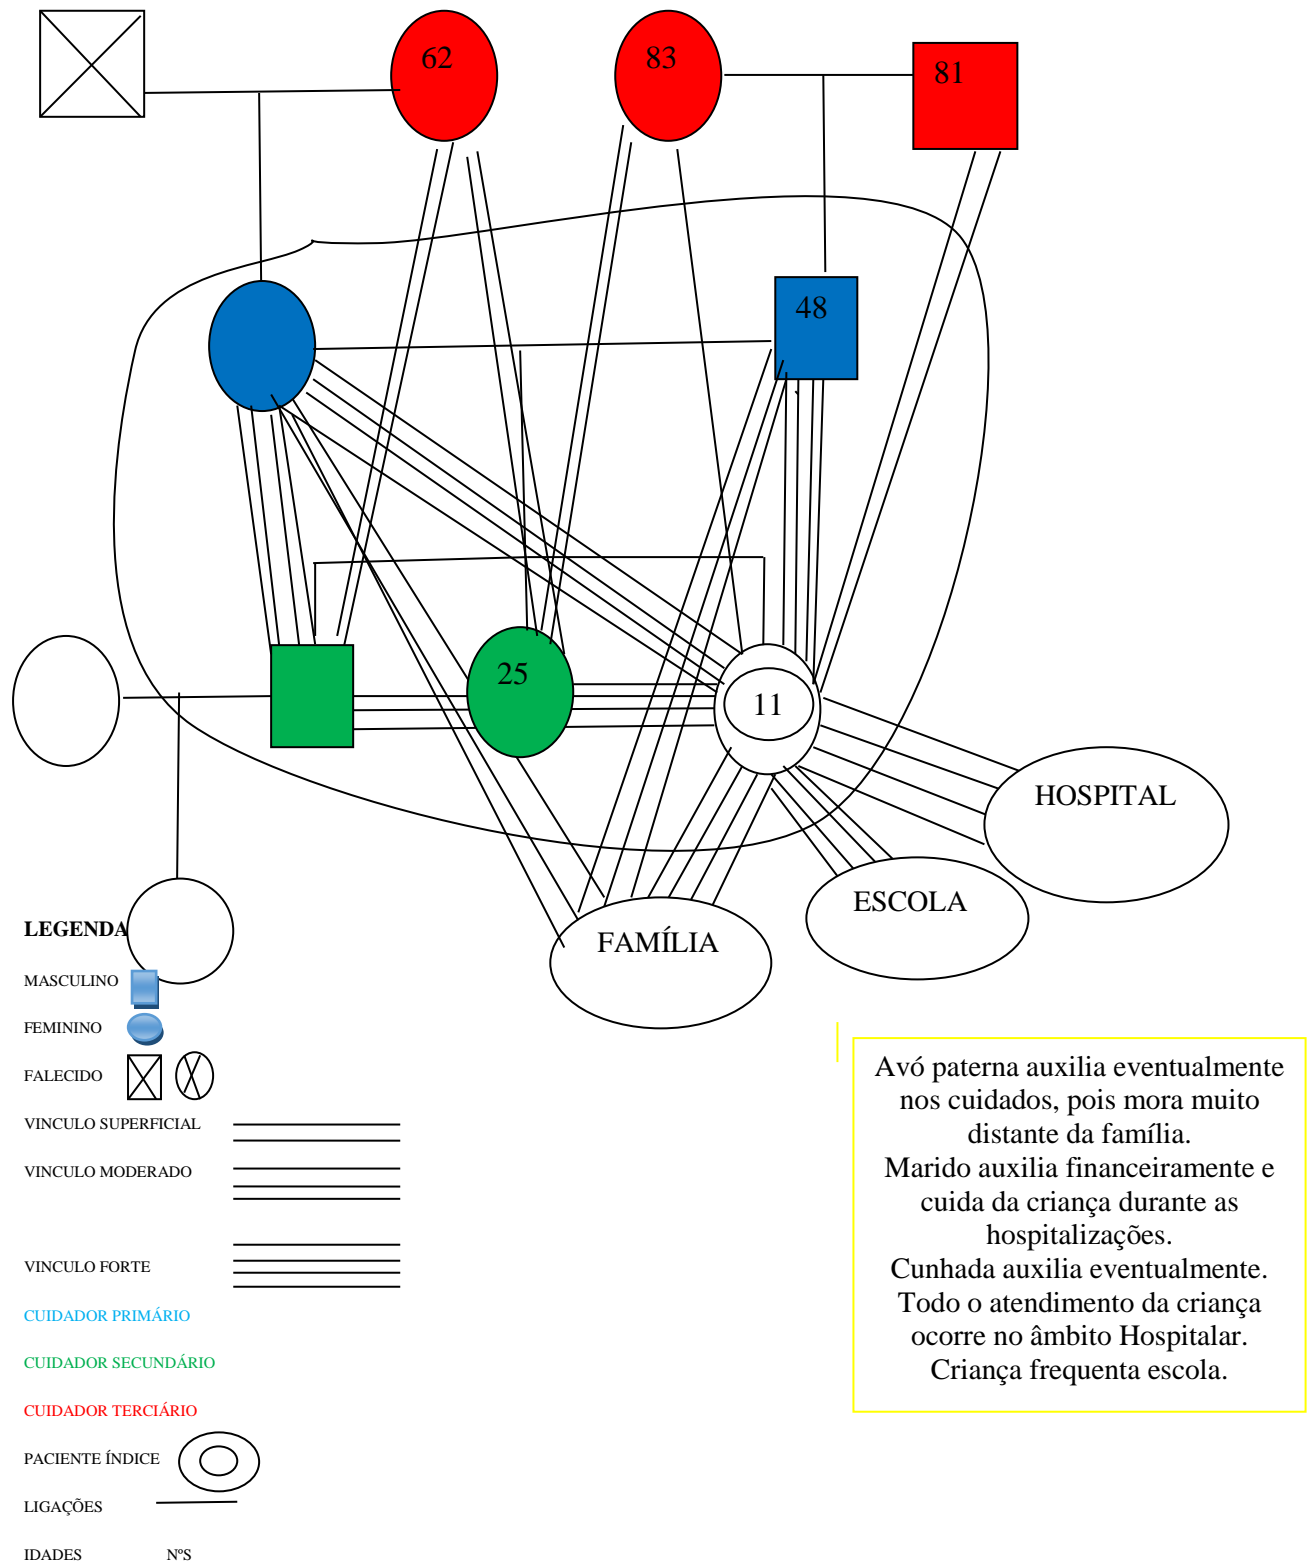 62
83
81
48
25
11
HOSPITAL
ESCOLA
FAMÍLIA
LEGENDA
MASCULINO
FEMININO
FALECIDO
VINCULO SUPERFICIAL
VINCULO MODERADO
VINCULO FORTE
CUIDADOR PRIMÁRIO
CUIDADOR SECUNDÁRIO
CUIDADOR TERCIÁRIO
PACIENTE ÍNDICE
LIGAÇÕES
IDADES NºS
Avó paterna auxilia eventualmente
nos cuidados, pois mora muito
distante da família.
Marido auxilia financeiramente e
cuida da criança durante as
hospitalizações.
Cunhada auxilia eventualmente.
Todo o atendimento da criança
ocorre no âmbito Hospitalar.
Criança frequenta escola.